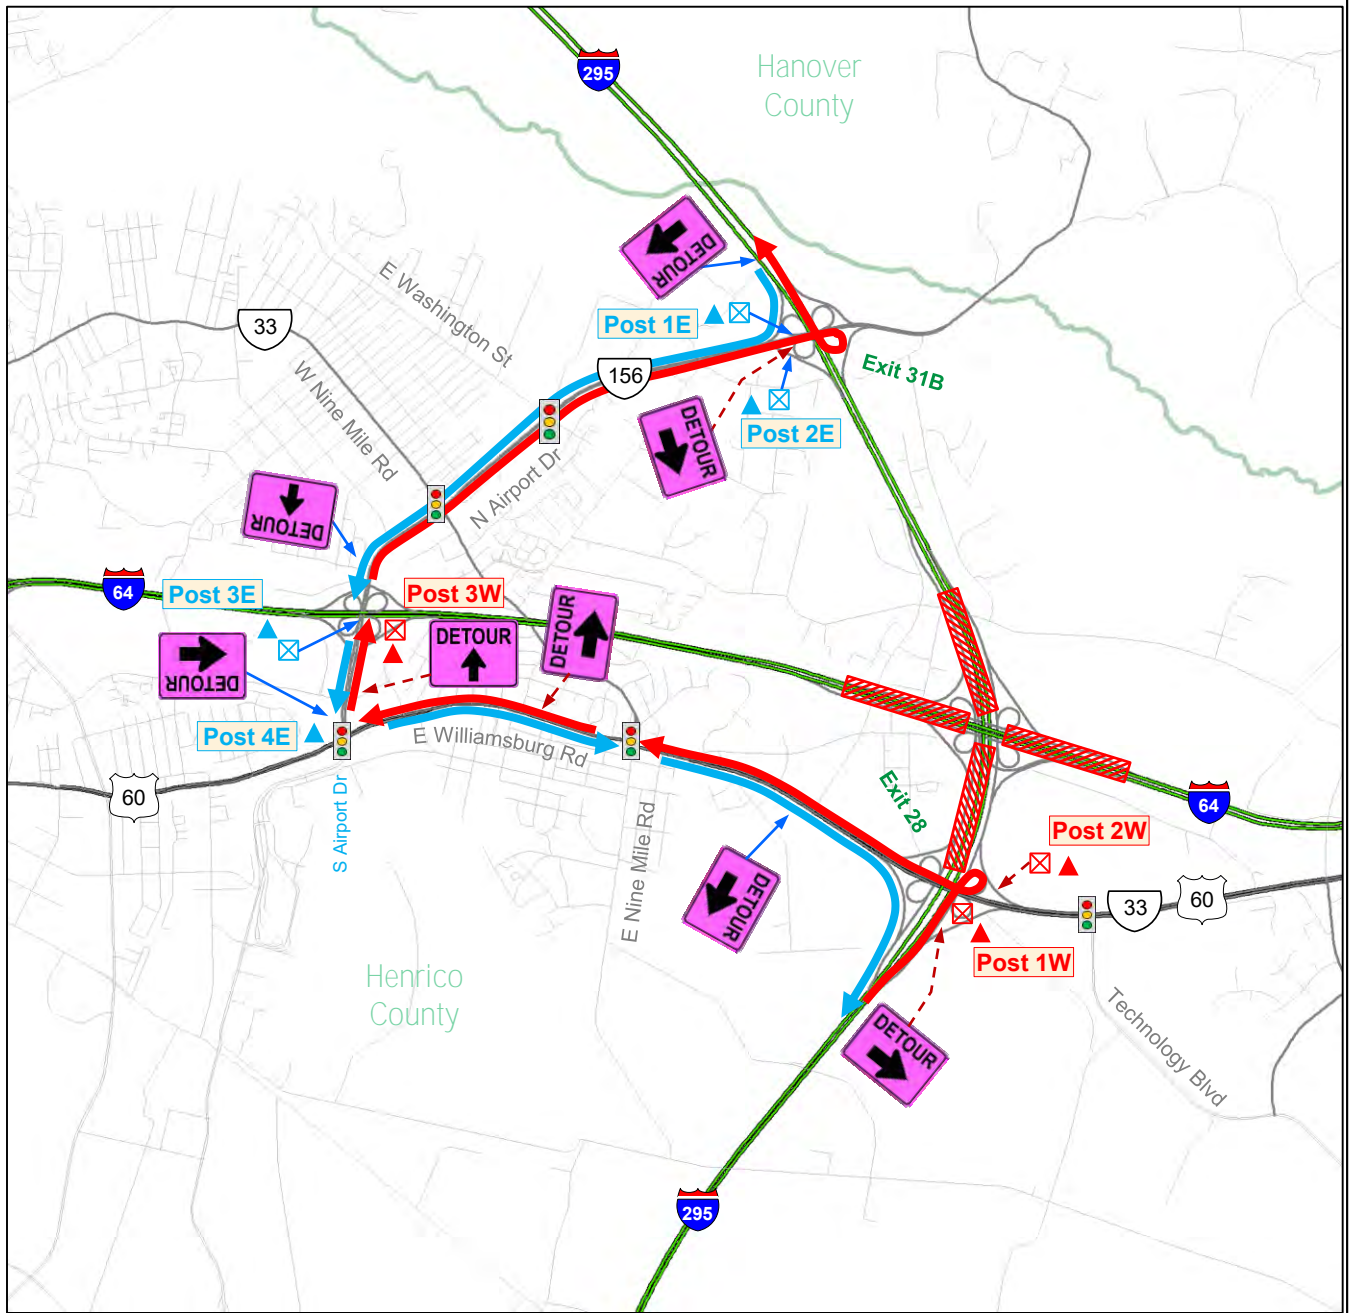 295
Hanover
County
DETOUR
E Washington St
33
Post 1E
156
Exit 31B
W Nine Mile Rd
DETOUR
Post 2E
N Airport Dr
DETOUR
64
Post 3E
Post 3W
DETOUR
DETOUR
DETOUR
Post 4E
E Williamsburg Rd
60
S Airport Dr
Exit 28
64
E Nine Mile Rd
Post 2W
DETOUR
33
60
Post 1W
Henrico
County
DETOUR
Technology Blvd
295